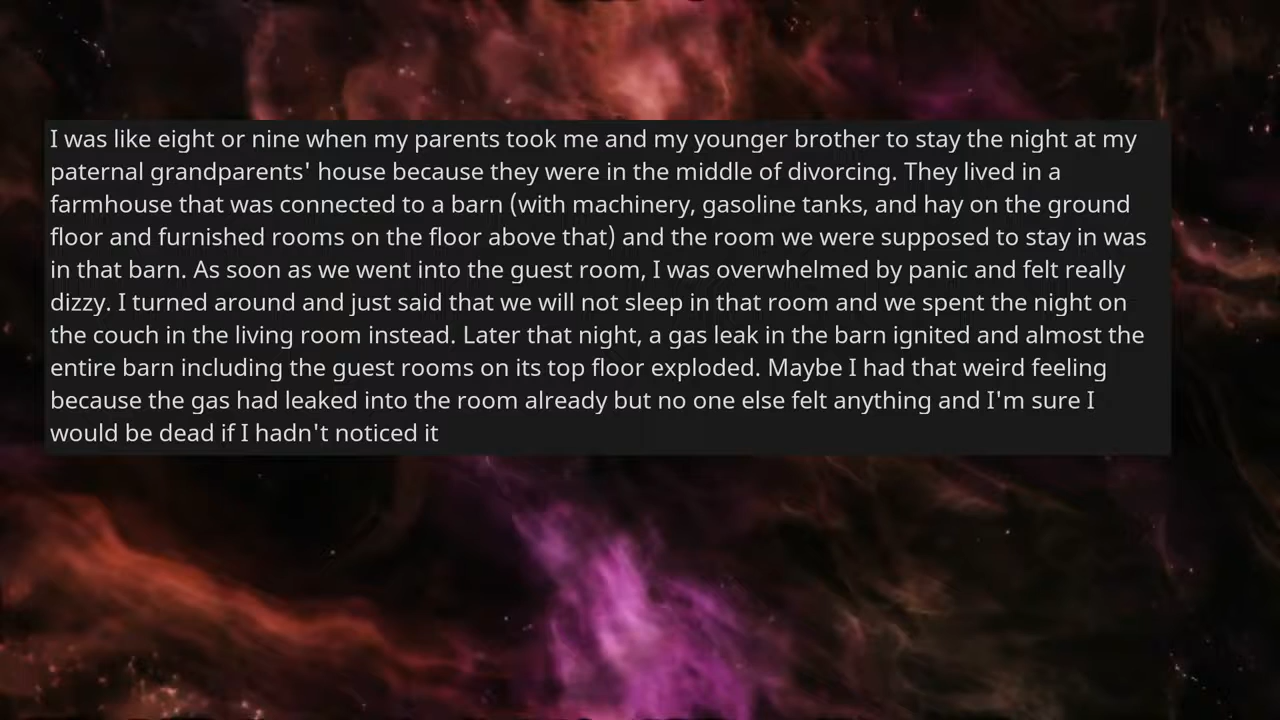 I was like eight or nine when my parents took me and my younger brother to stay the night at my
paternal grandparents' house because they were in the middle of divorcing. They lived in a
farmhouse that was connected to a barn (with machinery, gasoline tanks, and hay on the ground
floor and furnished rooms on the floor above that) and the room we were supposed to stay in was
in that barn. As soon as we went into the guest room, I was overwhelmed by panic and felt really
dizzy. I turned around and just said that we will not sleep in that room and we spent the night on
the couch in the living room instead. Later that night, a gas leak in the barn ignited and almost the
entire barn including the guest rooms on its top floor exploded. Maybe I had that weird feeling
because the gas had leaked into the room already but no one else felt anything and I'm sure I
would be dead if I hadn't noticed it